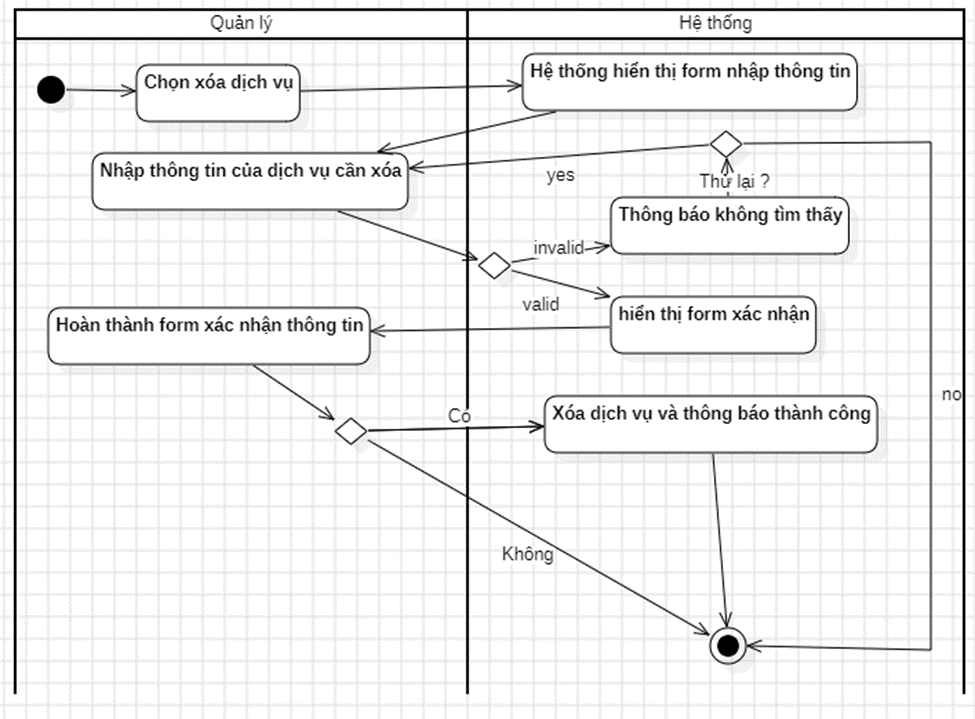 Quản lý
Hệ thống
Chọn xóa dịch vụ
Hệ thống hiển thị form nhập thông tin
Nhập thông tin của dịch vụ cần xóa
yes
Thử lại ?
Thông báo không tìm thấy
invalid
valid
hiển thị form xác nhận
Hoàn thành form xác nhận thông tin
no
Có
Xóa dịch vụ và thông báo thành công
Không